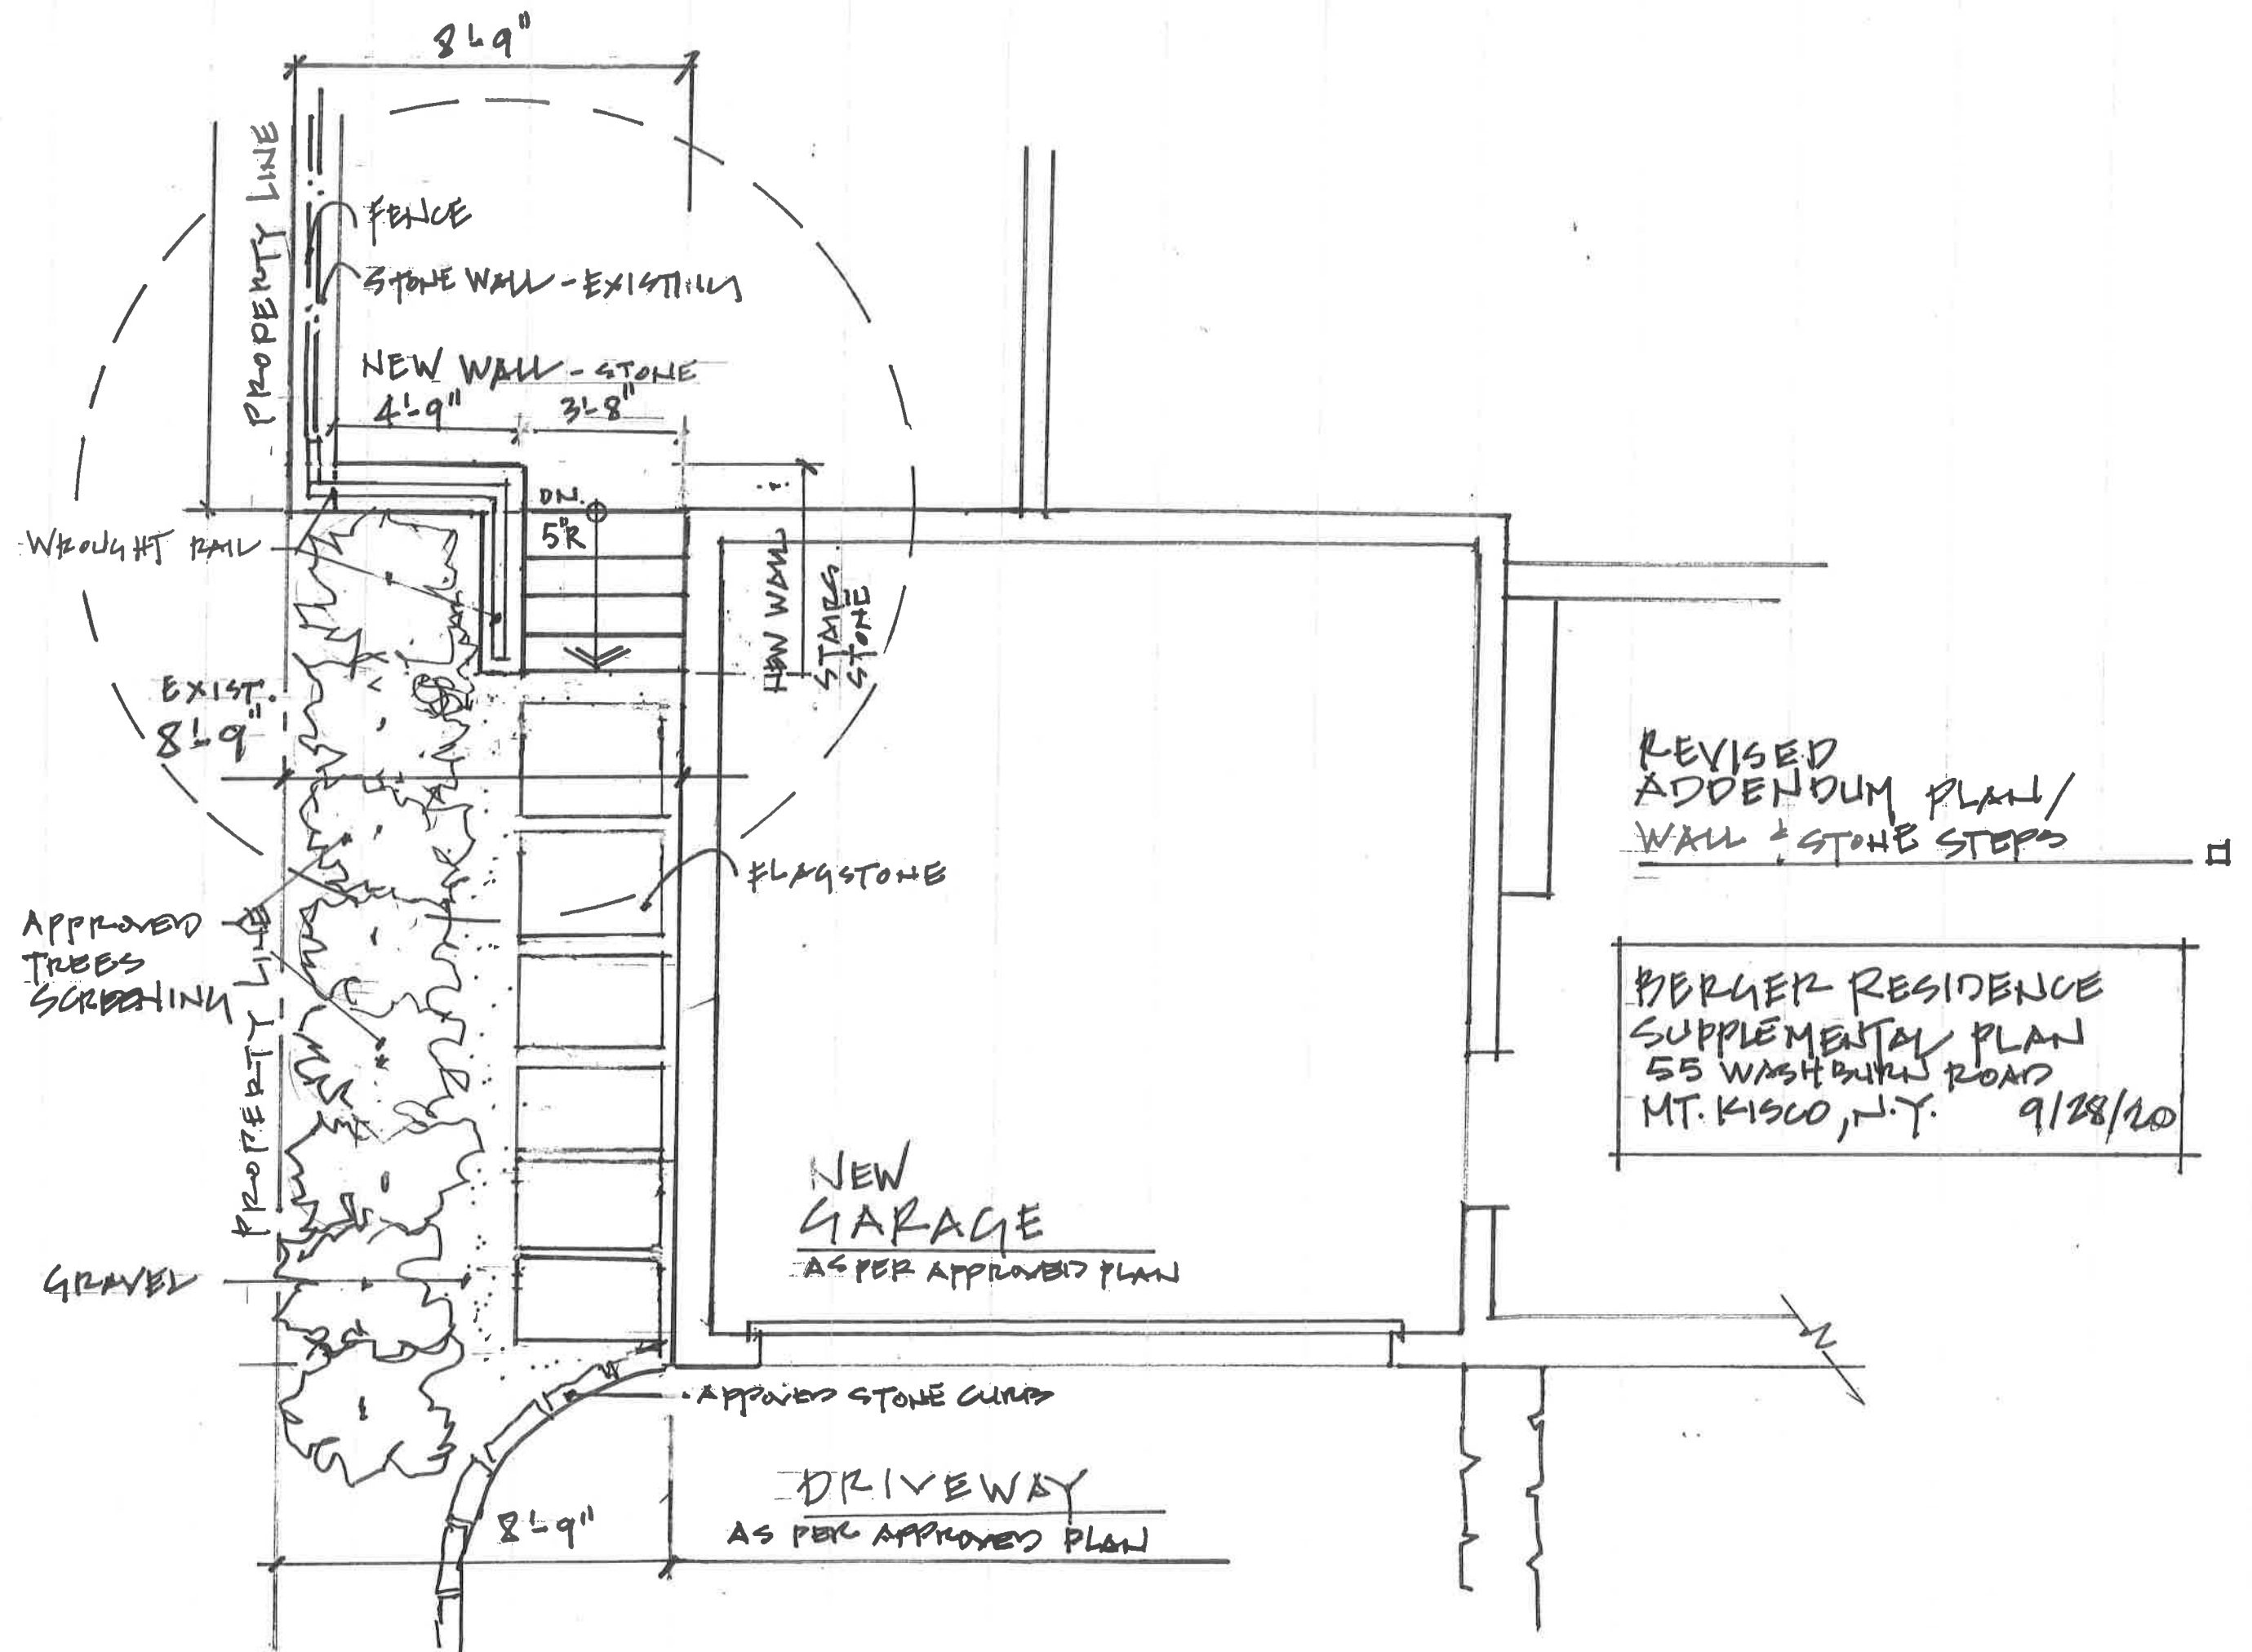 8'-9"
PROPERTY LINE
FENCE
STONE WALL - EXISTING
NEW WALL - STONE
4'-9"
3'-8"
DN.
5"R
WROUGHT RAIL
NEW WALL
STAIRS
STONE
EXIST.
8'-9"
FLAGSTONE
APPROVED
TREES
SCREENING
PROPERTY LINE
GRAVEL
NEW
GARAGE
AS PER APPROVED PLAN
APPOVED STONE CURB
DRIVEWAY
AS PER APPROVED PLAN
8'-9"
REVISED
ADDENDUM PLAN/
WALL & STONE STEPS
BERGER RESIDENCE
SUPPLEMENTAL PLAN
55 WASHBURN ROAD
MT. KISCO, N.Y. 9/28/20